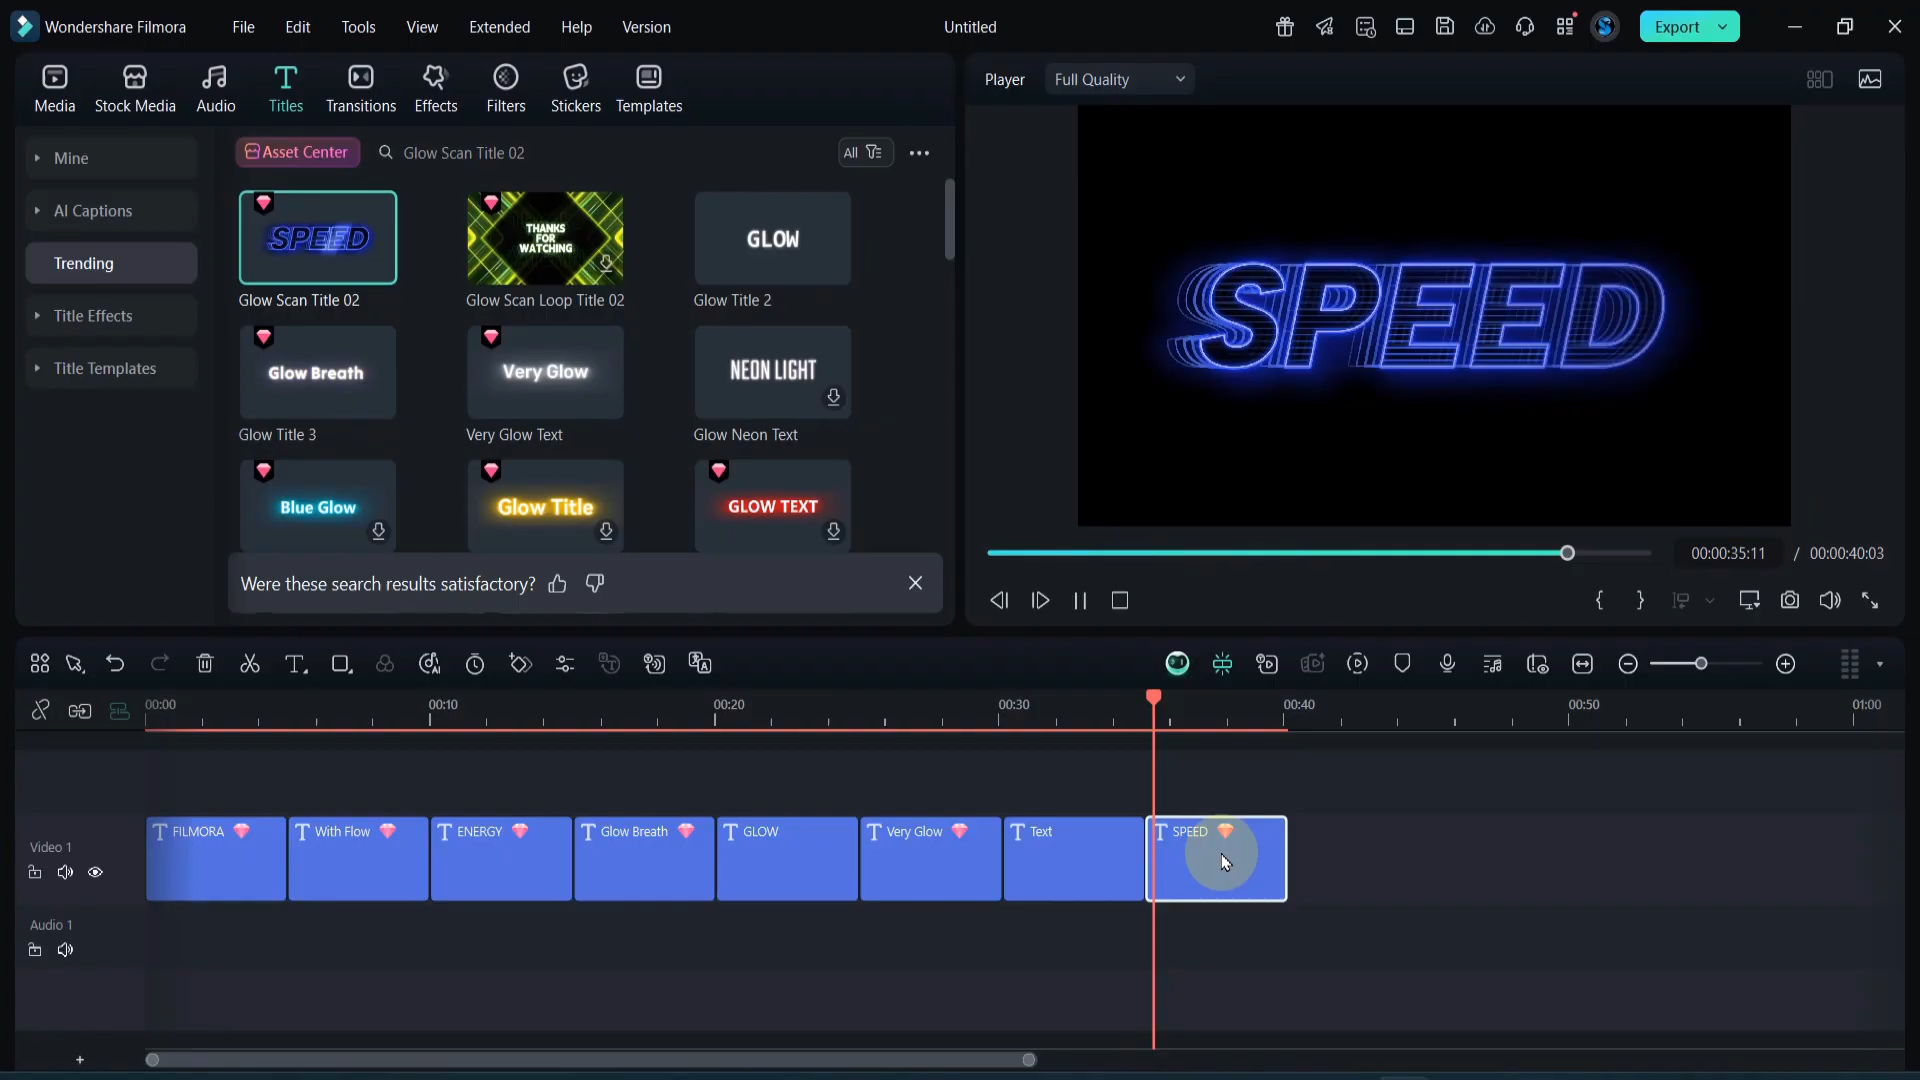 Wondershare Filmora File Edit Tools View Extended Help Version Untitled Export
Media Stock Media Audio Titles Transitions Effects Filters Stickers Templates
Player Full Quality
Mine
AI Captions
Trending
Title Effects
Title Templates
Asset Center Glow Scan Title 02 All
SPEED THANKS FOR WATCHING GLOW
Glow Scan Title 02 Glow Scan Loop Title 02 Glow Title 2
Glow Breath Very Glow NEON LIGHT
Glow Title 3 Very Glow Text Glow Neon Text
Blue Glow Glow Title GLOW TEXT
Were these search results satisfactory?
SPEED
00:00:35:11 / 00:00:40:03
00:00 00:10 00:20 00:30 00:40 00:50 01:00
Video 1
FILMORA With Flow ENERGY Glow Breath GLOW Very Glow Text SPEED
Audio 1